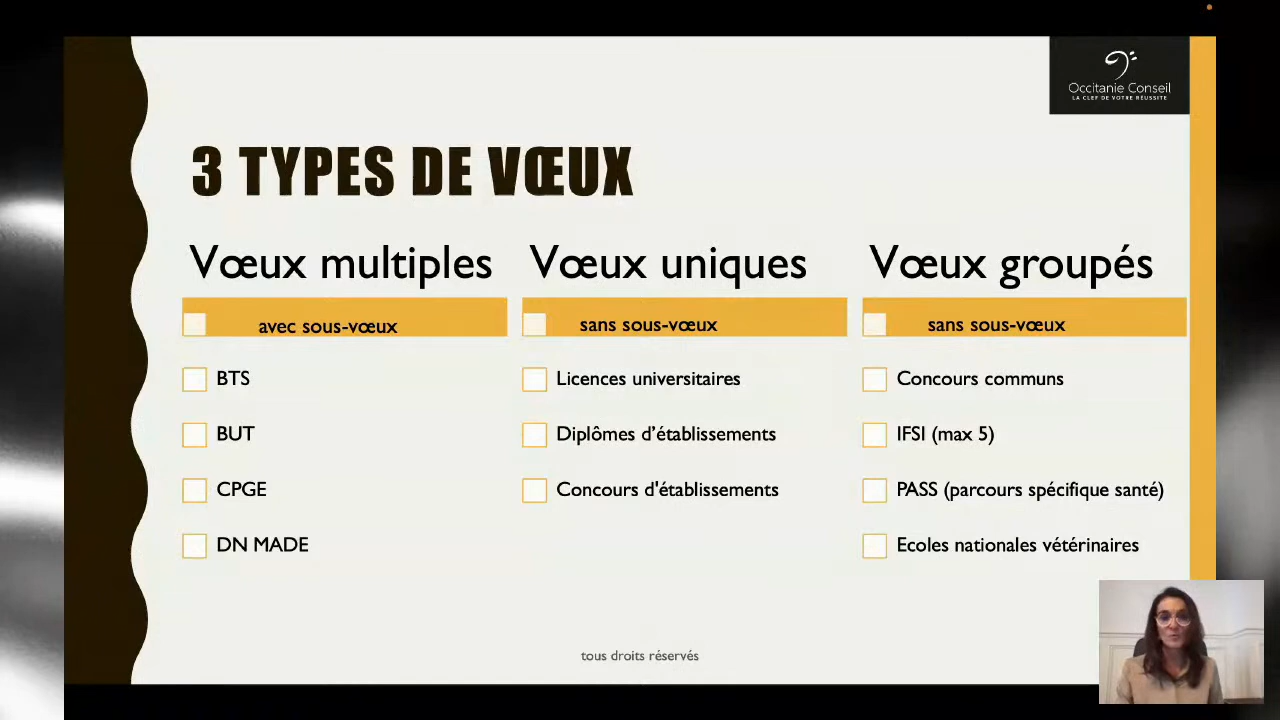 Occitanie Conseil
LA CLEF DE VOTRE RÉUSSITE
3 TYPES DE VŒUX
Vœux multiples
avec sous-vœux
BTS
BUT
CPGE
DN MADE
Vœux uniques
sans sous-vœux
Licences universitaires
Diplômes d’établissements
Concours d'établissements
Vœux groupés
sans sous-vœux
Concours communs
IFSI (max 5)
PASS (parcours spécifique santé)
Ecoles nationales vétérinaires
tous droits réservés